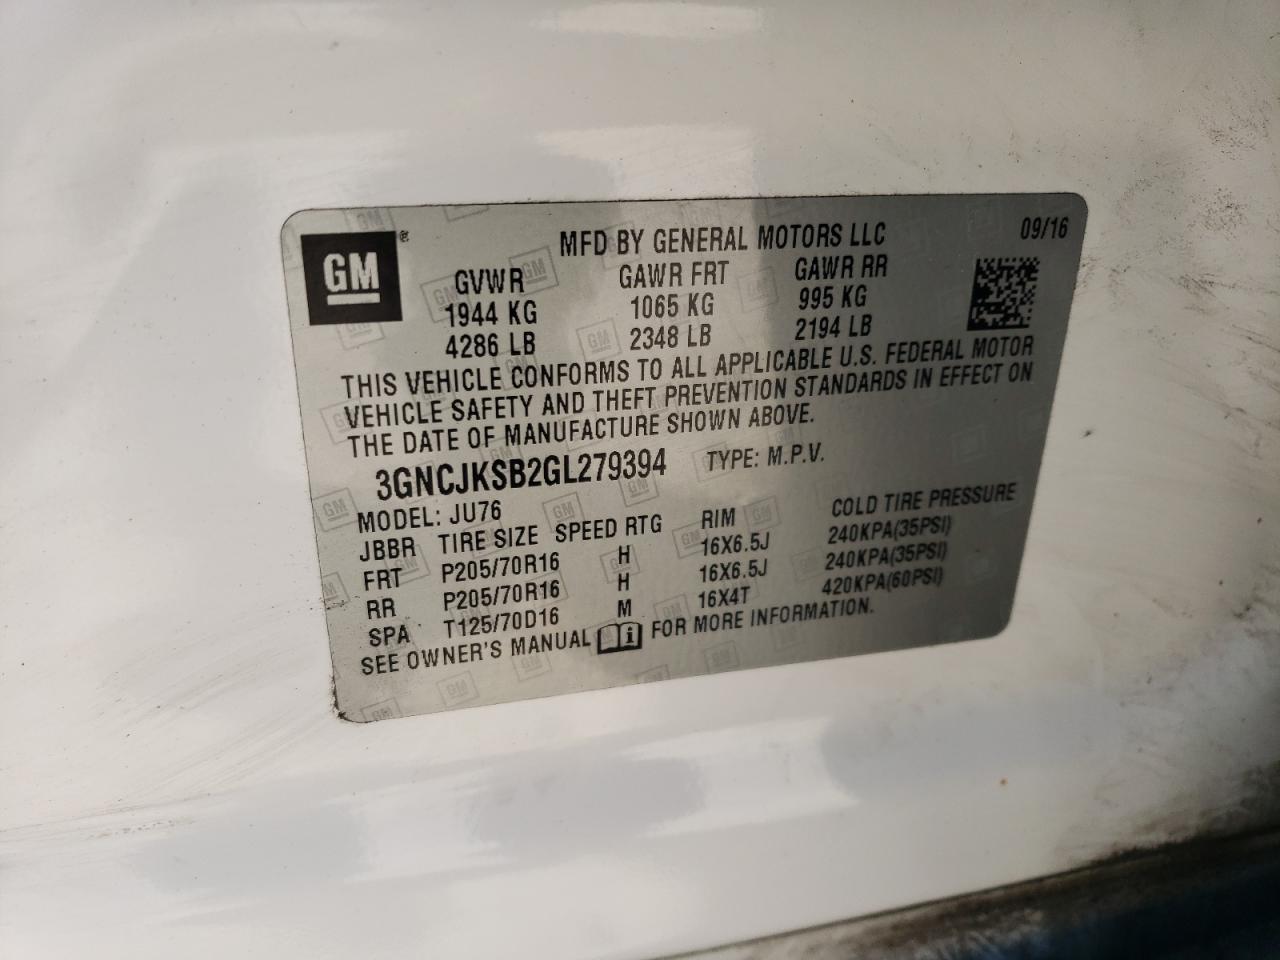 GM
MFD BY GENERAL MOTORS LLC 09/16
GVWR GAWR FRT GAWR RR
1944 KG 1065 KG 995 KG
4286 LB 2348 LB 2194 LB
THIS VEHICLE CONFORMS TO ALL APPLICABLE U.S. FEDERAL MOTOR
VEHICLE SAFETY AND THEFT PREVENTION STANDARDS IN EFFECT ON
THE DATE OF MANUFACTURE SHOWN ABOVE.
3GNCJKSB2GL279394 TYPE: M.P.V.
MODEL: JU76
JBBR TIRE SIZE SPEED RTG RIM COLD TIRE PRESSURE
FRT P205/70R16 H 16X6.5J 240KPA(35PSI)
RR P205/70R16 H 16X6.5J 240KPA(35PSI)
SPA T125/70D16 M 16X4T 420KPA(60PSI)
SEE OWNER'S MANUAL i FOR MORE INFORMATION.